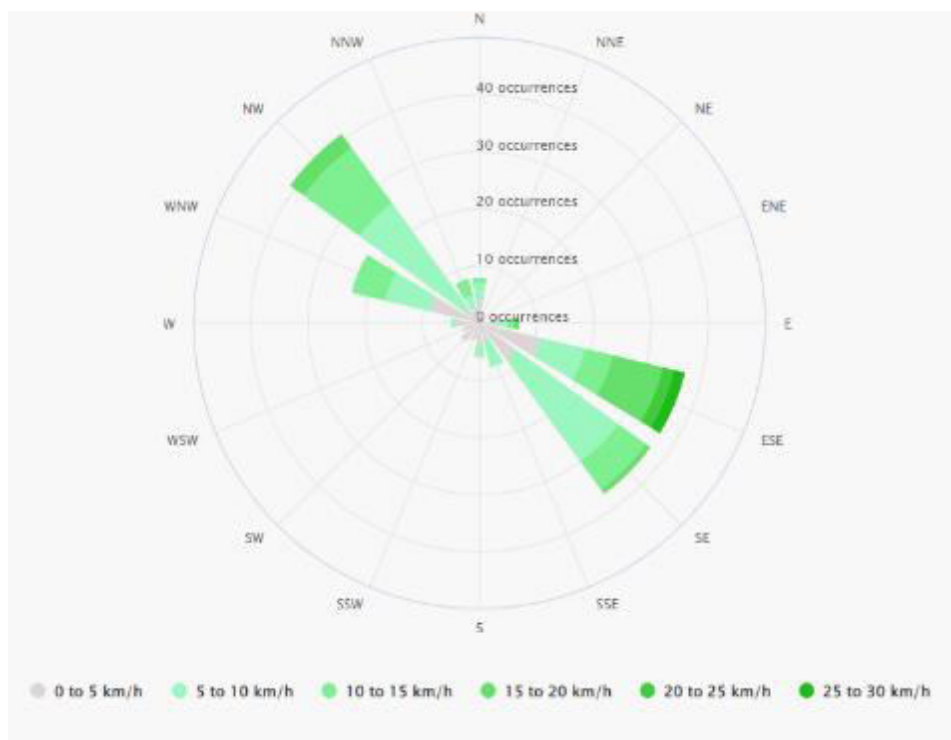 N
NNW NNE
40 occurrences
NW NE
30 occurrences
20 occurrences
WNW ENE
10 occurrences
0 occurrences
W E
WSW ESE
SW SE
SSW SSE
S
0 to 5 km/h 5 to 10 km/h 10 to 15 km/h 15 to 20 km/h 20 to 25 km/h 25 to 30 km/h